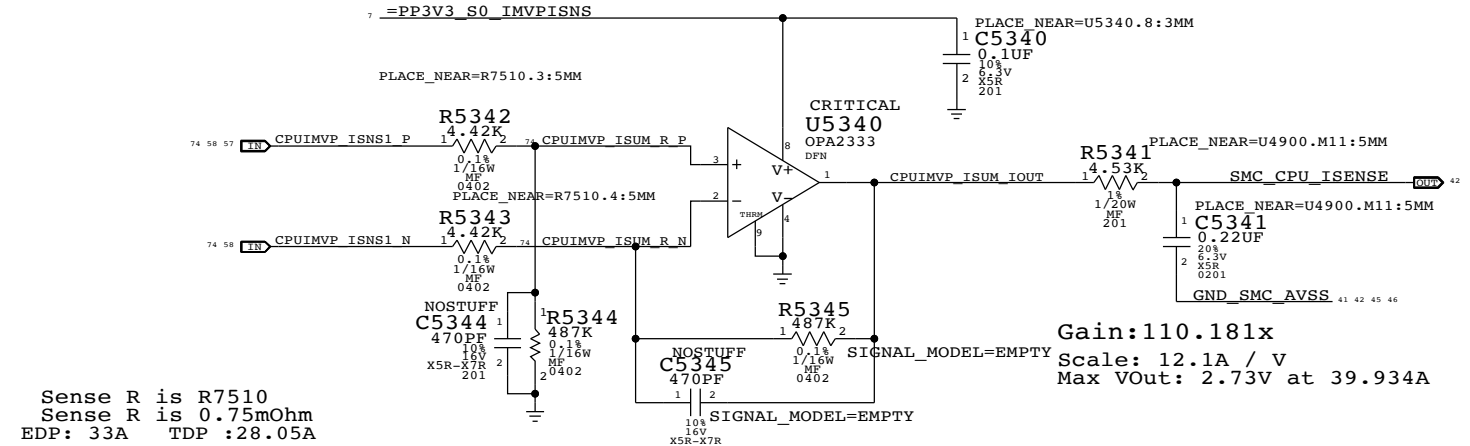 7 =PP3V3_S0_IMVPISNS
PLACE_NEAR=U5340.8:3MM
1
C5340
0.1UF
10%
6.3V
2
X5R
201
PLACE_NEAR=R7510.3:5MM
CRITICAL
U5340
OPA2333
DFN
R5342
4.42K
74 58 57 IN CPUIMVP_ISNS1_P 1 2 74 CPUIMVP_ISUM_R_P
0.1%
1/16W
MF
0402
3 +
8
V+
1
2 −
V−
THRM
9
4
PLACE_NEAR=R7510.4:5MM
R5343
4.42K
74 58 IN CPUIMVP_ISNS1_N 1 2 74 CPUIMVP_ISUM_R_N
0.1%
1/16W
MF
0402
CPUIMVP_ISUM_IOUT
PLACE_NEAR=U4900.M11:5MM
R5341
4.53K
1 2
1%
1/20W
MF
201
SMC_CPU_ISENSE OUT 42
PLACE_NEAR=U4900.M11:5MM
1
C5341
0.22UF
20%
6.3V
2
X5R
0201
GND_SMC_AVSS 41 42 45 46
NOSTUFF
C5344
1
470PF
10%
16V
2
X5R-X7R
201
1
R5344
487K
0.1%
1/16W
MF
2
0402
R5345
487K
1 2
0.1%
1/16W
MF
0402
SIGNAL_MODEL=EMPTY
NOSTUFF
C5345
470PF
1 2
10%
16V
X5R-X7R
SIGNAL_MODEL=EMPTY
Gain:110.181x
Scale: 12.1A / V
Max VOut: 2.73V at 39.934A
Sense R is R7510
Sense R is 0.75mOhm
EDP: 33A TDP :28.05A